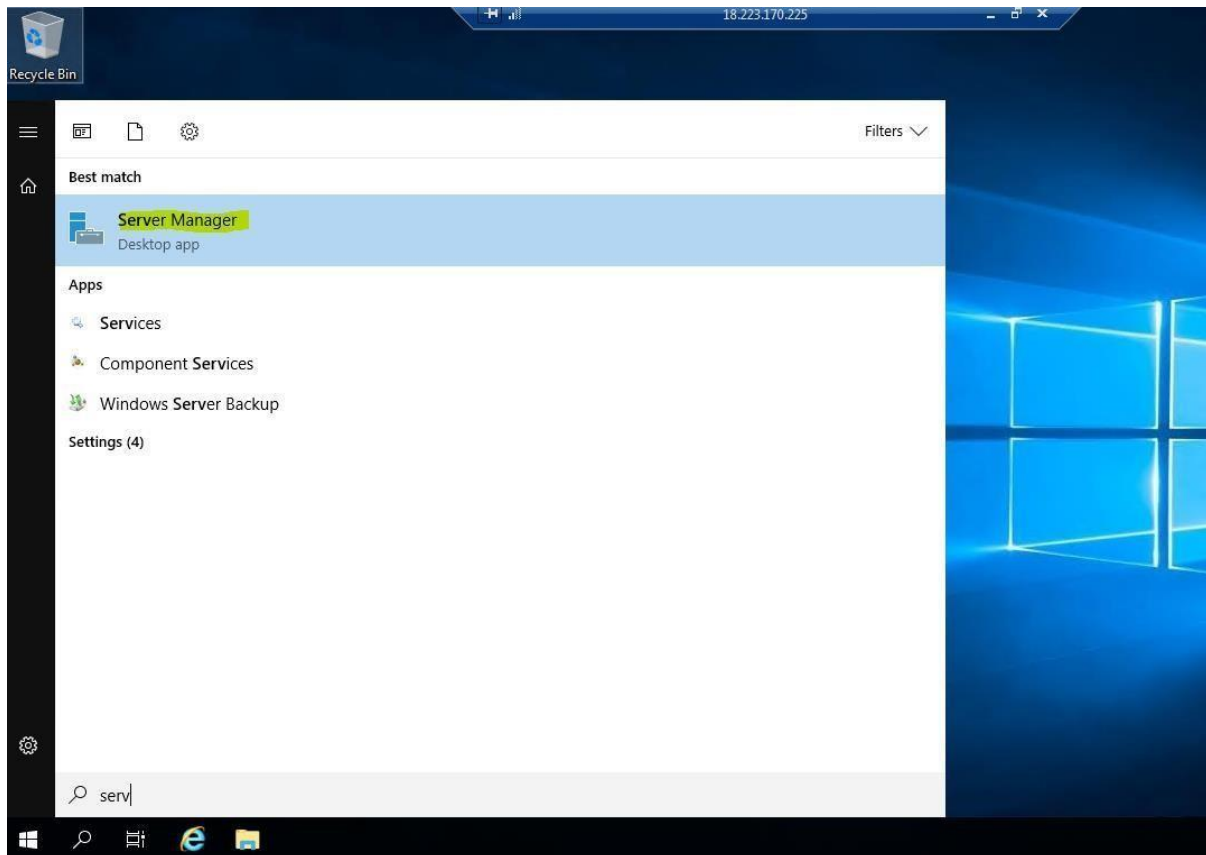 18.223.170.225
Recycle Bin
Filters
Best match
Server Manager
Desktop app
Apps
Services
Component Services
Windows Server Backup
Settings (4)
serv